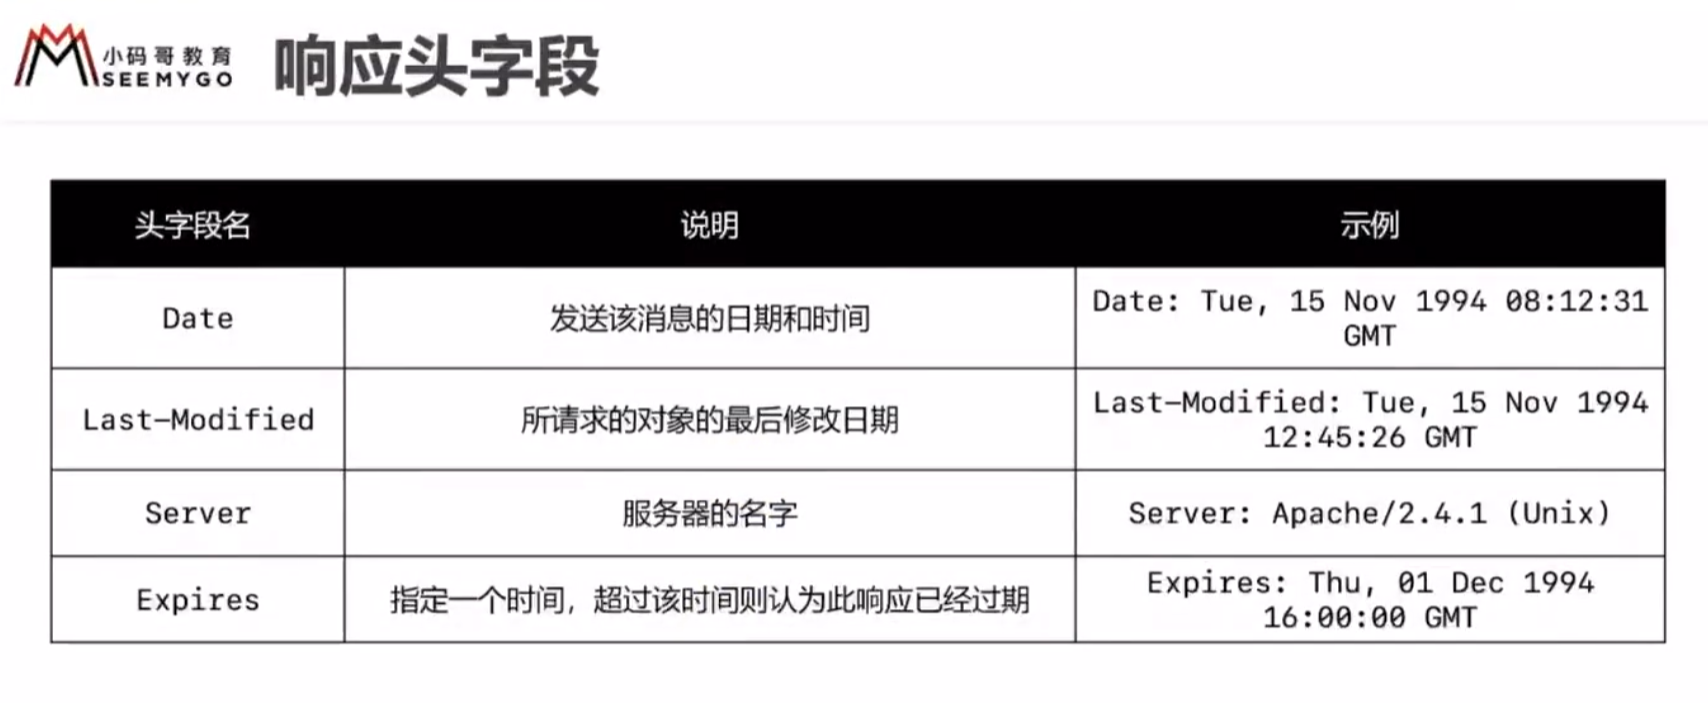 小码哥教育
SEEMYGO
响应头字段
头字段名 说明 示例
Date 发送该消息的日期和时间 Date: Tue, 15 Nov 1994 08:12:31
GMT
Last-Modified 所请求的对象的最后修改日期 Last-Modified: Tue, 15 Nov 1994
12:45:26 GMT
Server 服务器的名字 Server: Apache/2.4.1 (Unix)
Expires 指定一个时间，超过该时间则认为此响应已经过期 Expires: Thu, 01 Dec 1994
16:00:00 GMT